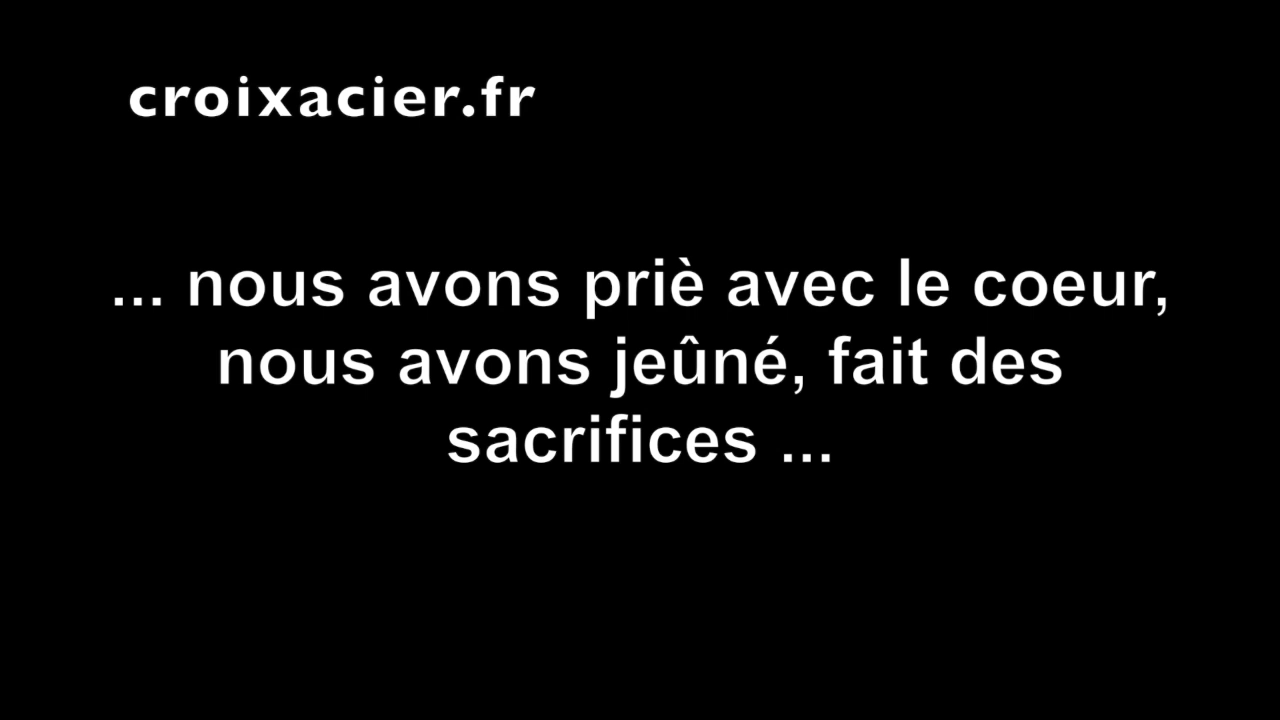 croixacier.fr
... nous avons priè avec le coeur,
nous avons jeûné, fait des
sacrifices ...